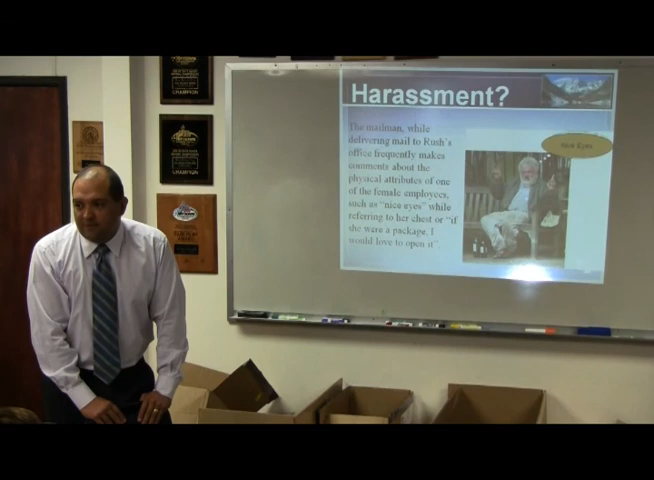 CHAMPION
CHAMPION
Harassment?
Nice Eyes
The mailman, while
delivering mail to Rush's
office frequently makes
comments about the
physical attributes of one
of the female employees,
such as "nice eyes" while
referring to her chest or "if
she were a package, I
would love to open it".